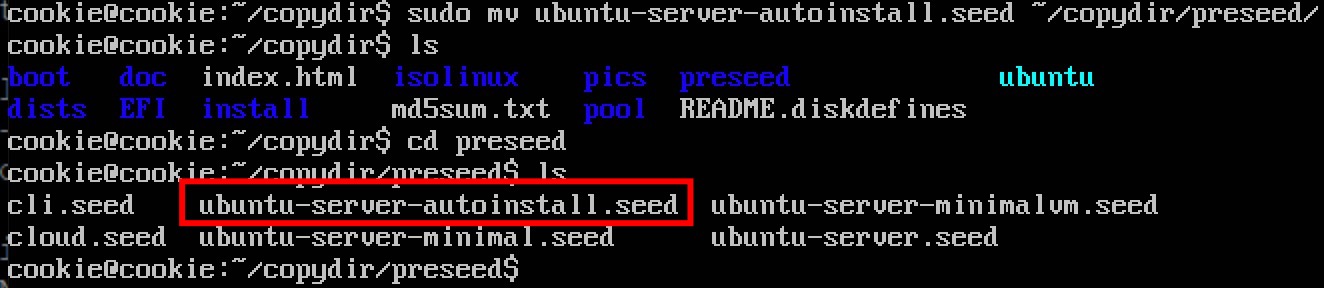 cookie@cookie:~/copydir$ sudo mv ubuntu-server-autoinstall.seed ~/copydir/preseed/
cookie@cookie:~/copydir$ ls
boot doc index.html isolinux pics preseed ubuntu
dists EFI install md5sum.txt pool README.diskdefines
cookie@cookie:~/copydir$ cd preseed
cookie@cookie:~/copydir/preseed$ ls
cli.seed ubuntu-server-autoinstall.seed ubuntu-server-minimalvm.seed
cloud.seed ubuntu-server-minimal.seed ubuntu-server.seed
cookie@cookie:~/copydir/preseed$